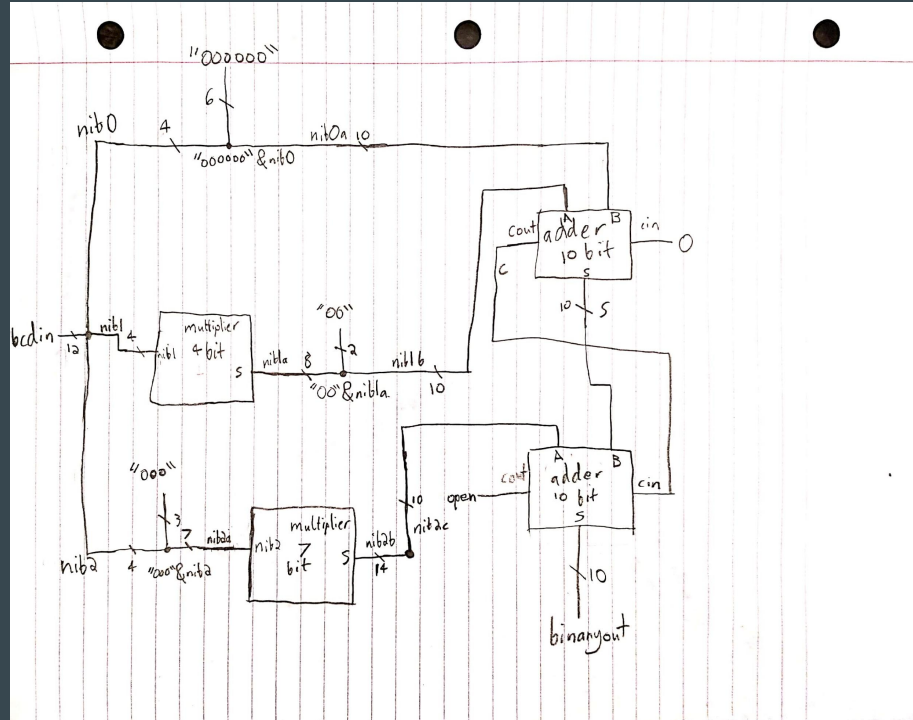 "000000"
6
nib0
4
nib0a 10
"000000" & nib0
cout
A
B
cin
adder
10 bit
S
0
C
10
S
bcdin
12
nib1
4
nib1
multiplier
4 bit
S
nib1a
8
"00"
2
"00" & nib1a
nib1b
10
"000"
3
nib2
4
"000" & nib2
7
nib2a
nib2
multiplier
7
bit
S
nib2b
14
10
nib2c
open
cout
A
B
cin
adder
10 bit
S
10
binaryout